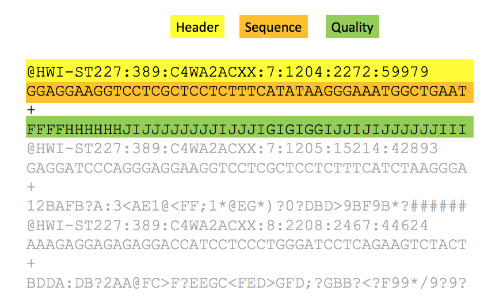 Header Sequence Quality
@HWI-ST227:389:C4WA2ACXX:7:1204:2272:59979
GGAGGAAGGTCCTCGCTCCTCTTTCATATAAGGGAAATGGCTGAAT
+
FFFFHHHHHHJIJJJJJJJJIJJJIGIGIGGIJJIJIJJJJJJIII
@HWI-ST227:389:C4WA2ACXX:7:1205:15214:42893
GAGGATCCCAGGGAGGAAGGTCCTCGCTCCTCTTTCATCTAAGGGA
+
12BAFB?A:3<AE1@<FF;1*@EG*)?0?DBD>9BF9B*?######
@HWI-ST227:389:C4WA2ACXX:8:2208:2467:44624
AAAGAGGAGAGAGGACCATCCTCCCTGGGATCCTCAGAAGTCTACT
+
BDDA:DB?2AA@FC>F?EEGC<FED>GFD;?GBB?<?F99*/9?9?